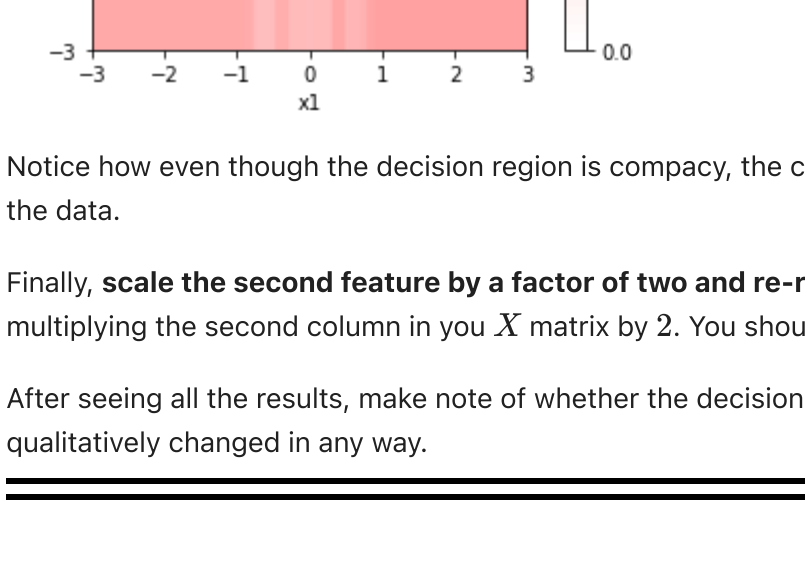 −3
0.0
−3 −2 −1 0 1 2 3
x1
Notice how even though the decision region is compacy, the c
the data.
Finally, scale the second feature by a factor of two and re-r
multiplying the second column in you X matrix by 2. You shou
After seeing all the results, make note of whether the decision
qualitatively changed in any way.